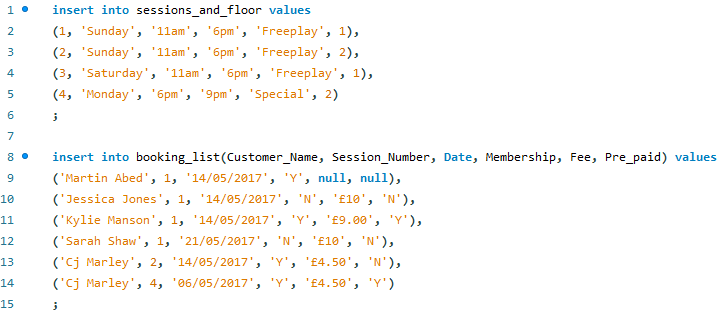 1 insert into sessions_and_floor values
2 (1, 'Sunday', '11am', '6pm', 'Freeplay', 1),
3 (2, 'Sunday', '11am', '6pm', 'Freeplay', 2),
4 (3, 'Saturday', '11am', '6pm', 'Freeplay', 1),
5 (4, 'Monday', '6pm', '9pm', 'Special', 2)
6 ;
7
8 insert into booking_list(Customer_Name, Session_Number, Date, Membership, Fee, Pre_paid) values
9 ('Martin Abed', 1, '14/05/2017', 'Y', null, null),
10 ('Jessica Jones', 1, '14/05/2017', 'N', '£10', 'N'),
11 ('Kylie Manson', 1, '14/05/2017', 'Y', '£9.00', 'Y'),
12 ('Sarah Shaw', 1, '21/05/2017', 'N', '£10', 'N'),
13 ('Cj Marley', 2, '14/05/2017', 'Y', '£4.50', 'N'),
14 ('Cj Marley', 4, '06/05/2017', 'Y', '£4.50', 'Y')
15 ;